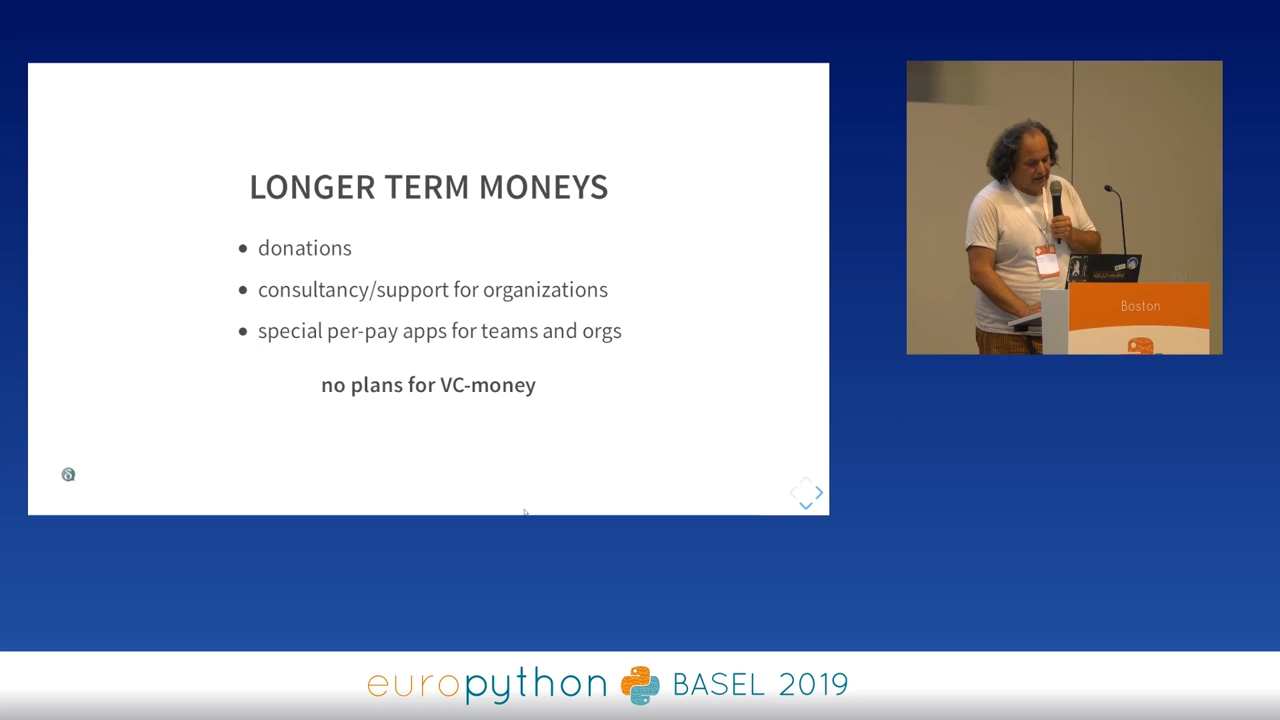 LONGER TERM MONEYS
donations
consultancy/support for organizations
special per-pay apps for teams and orgs
no plans for VC-money
Boston
europython BASEL 2019